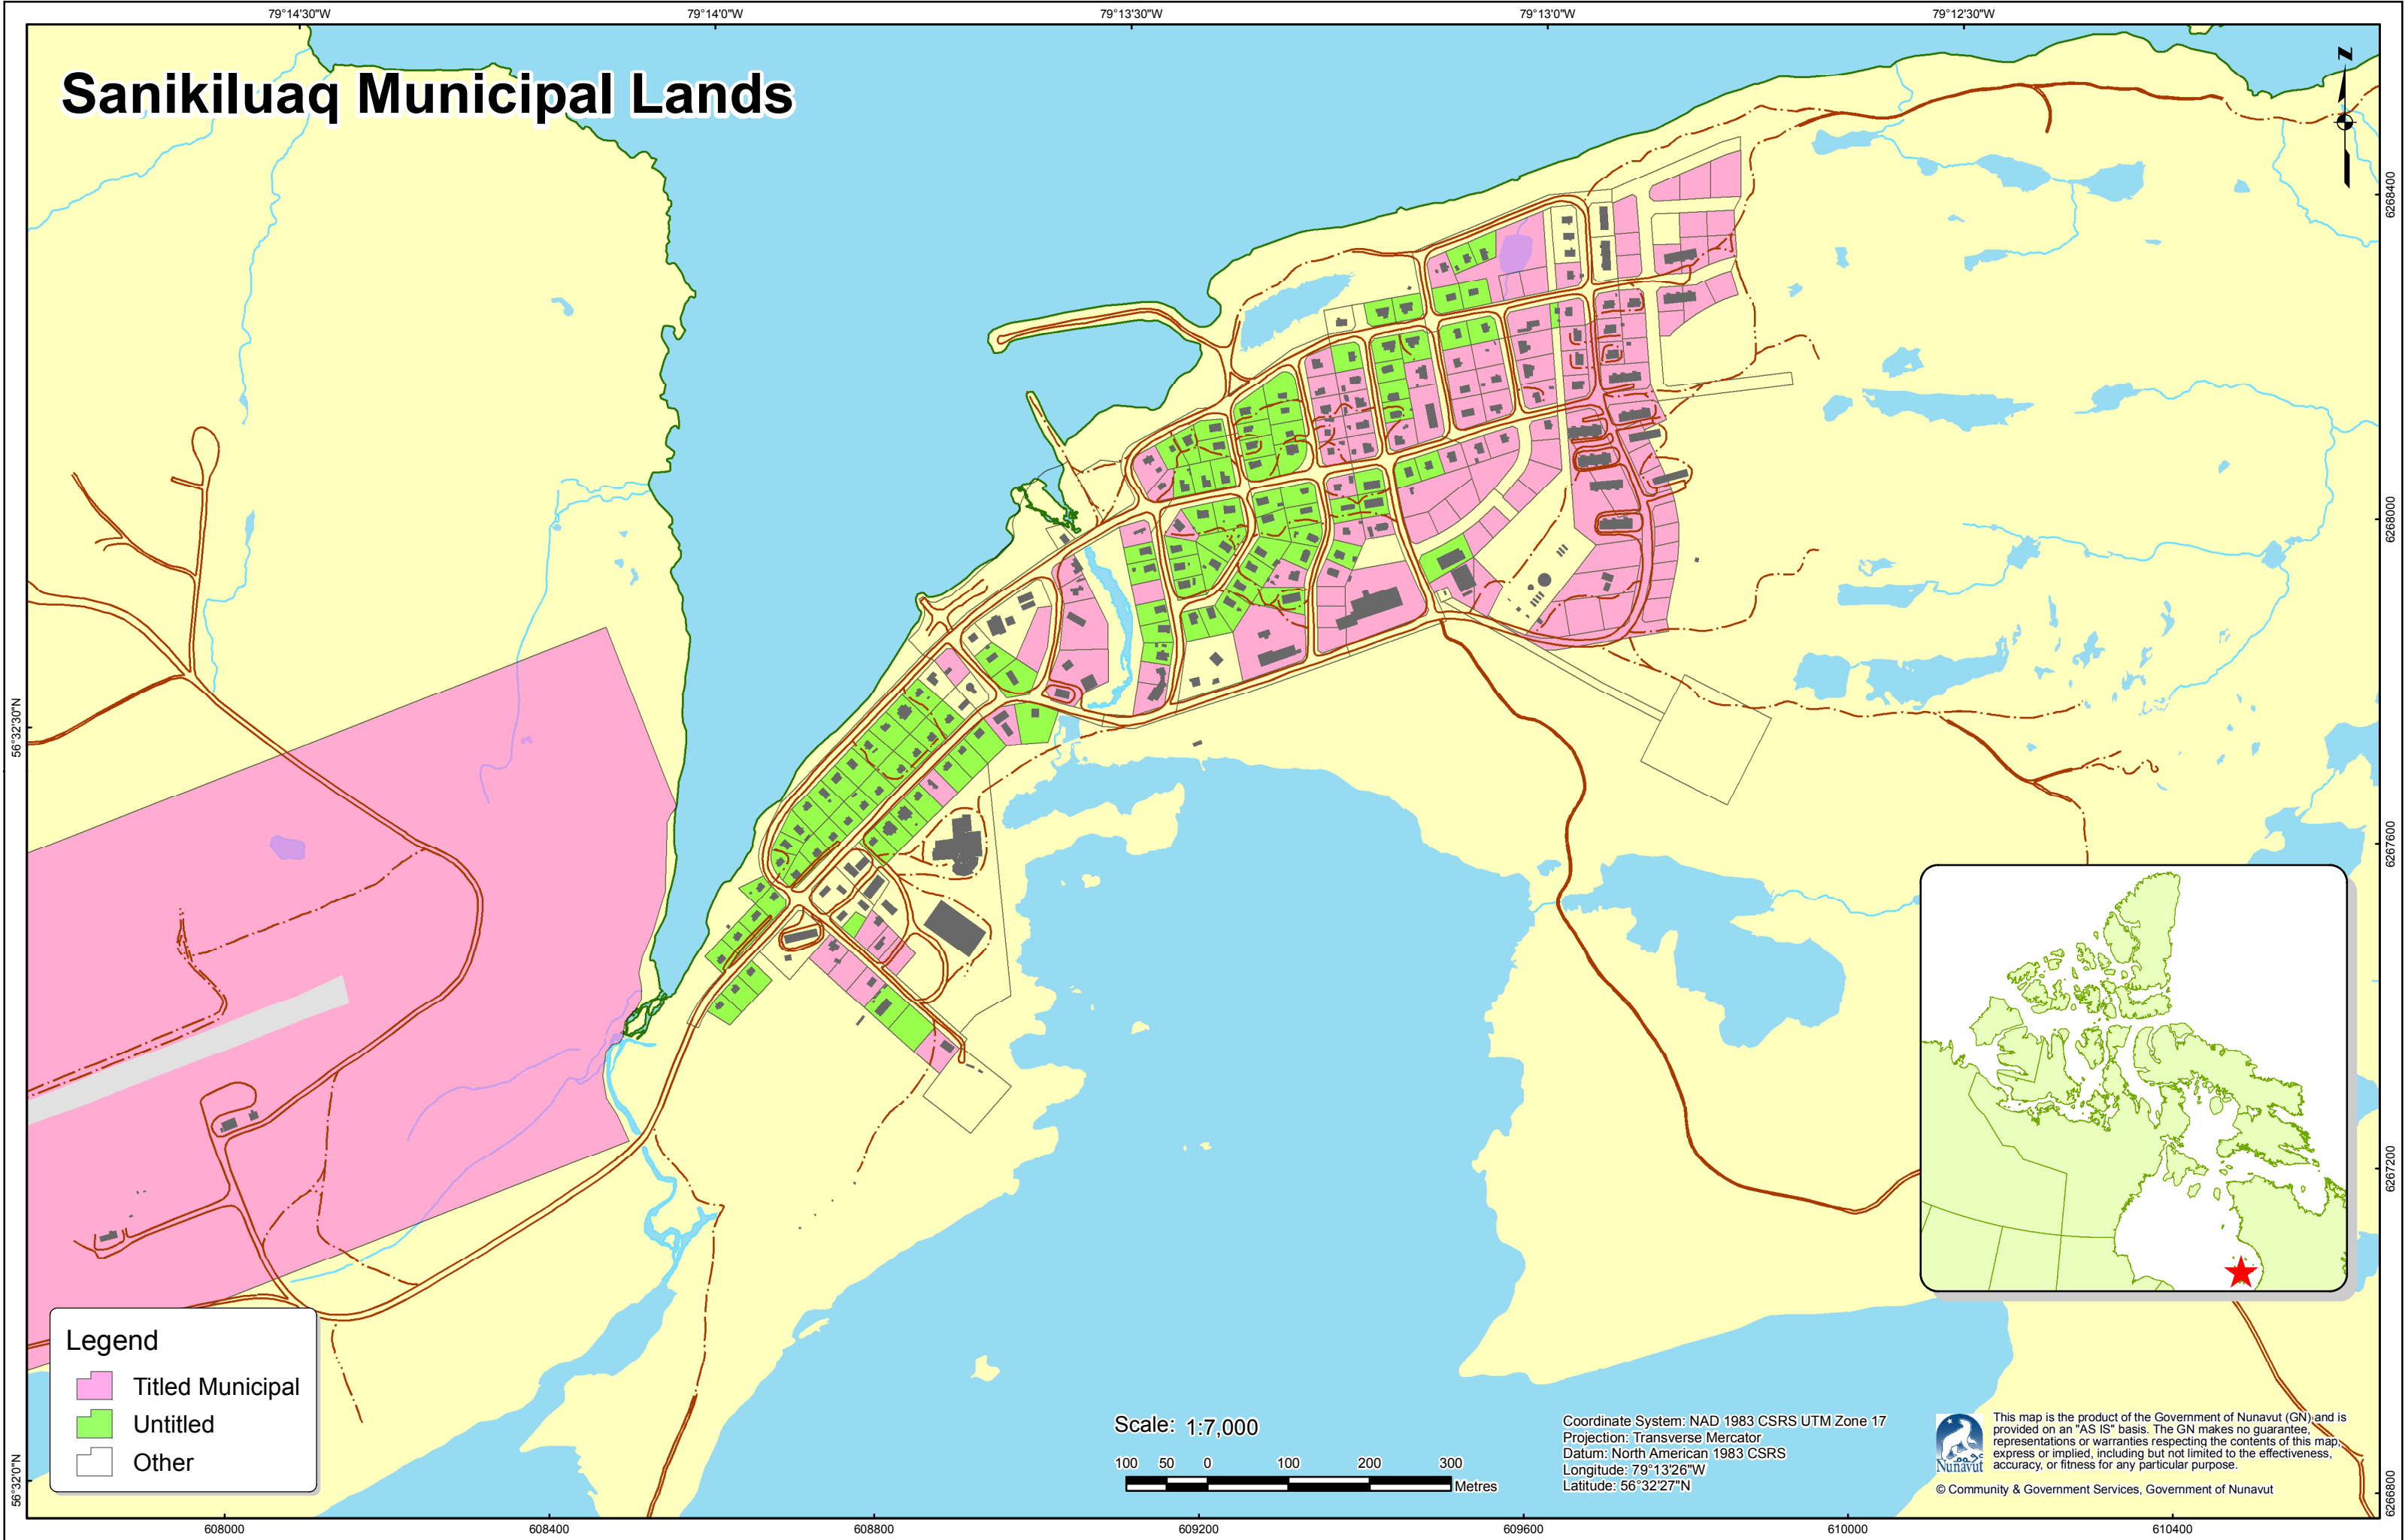 79°14'30"W
79°14'0"W
79°13'30"W
79°13'0"W
79°12'30"W
Sanikiluaq Municipal Lands
N
6268400
6268000
6267600
6267200
6266800
56°32'30"N
56°32'0"N
Legend
Titled Municipal
Untitled
Other
Scale: 1:7,000
100 50 0 100 200 300
Metres
Coordinate System: NAD 1983 CSRS UTM Zone 17
Projection: Transverse Mercator
Datum: North American 1983 CSRS
Longitude: 79°13'26"W
Latitude: 56°32'27"N
Nunavut
This map is the product of the Government of Nunavut (GN) and is
provided on an "AS IS" basis. The GN makes no guarantee,
representations or warranties respecting the contents of this map,
express or implied, including but not limited to the effectiveness,
accuracy, or fitness for any particular purpose.
© Community & Government Services, Government of Nunavut
608000
608400
608800
609200
609600
610000
610400